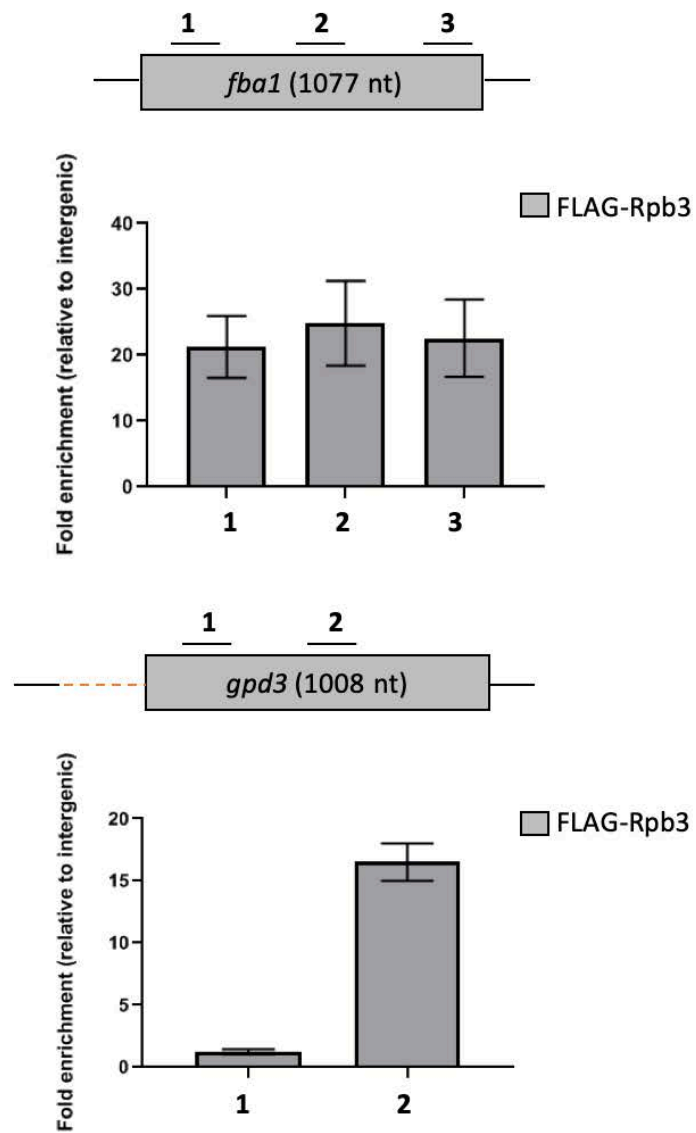 1 2 3
fba1 (1077 nt)
Fold enrichment (relative to intergenic)
FLAG-Rpb3
40
30
20
10
0
1 2 3
1 2
gpd3 (1008 nt)
Fold enrichment (relative to intergenic)
FLAG-Rpb3
20
15
10
5
0
1 2